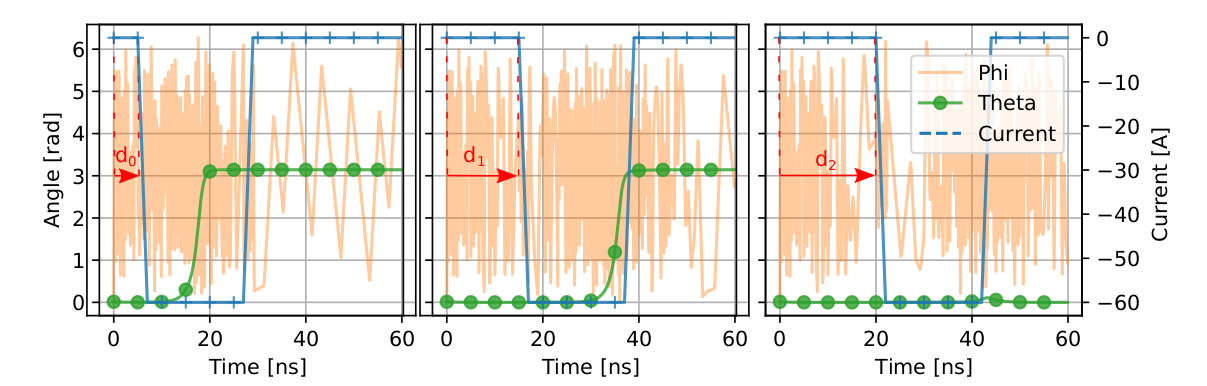 6
5
4
3
2
1
0
Angle [rad]
d0
0 20 40 60
Time [ns]
d1
0 20 40 60
Time [ns]
d2
0 20 40 60
Time [ns]
Phi
Theta
Current
0
−10
−20
−30
−40
−50
−60
Current [A]